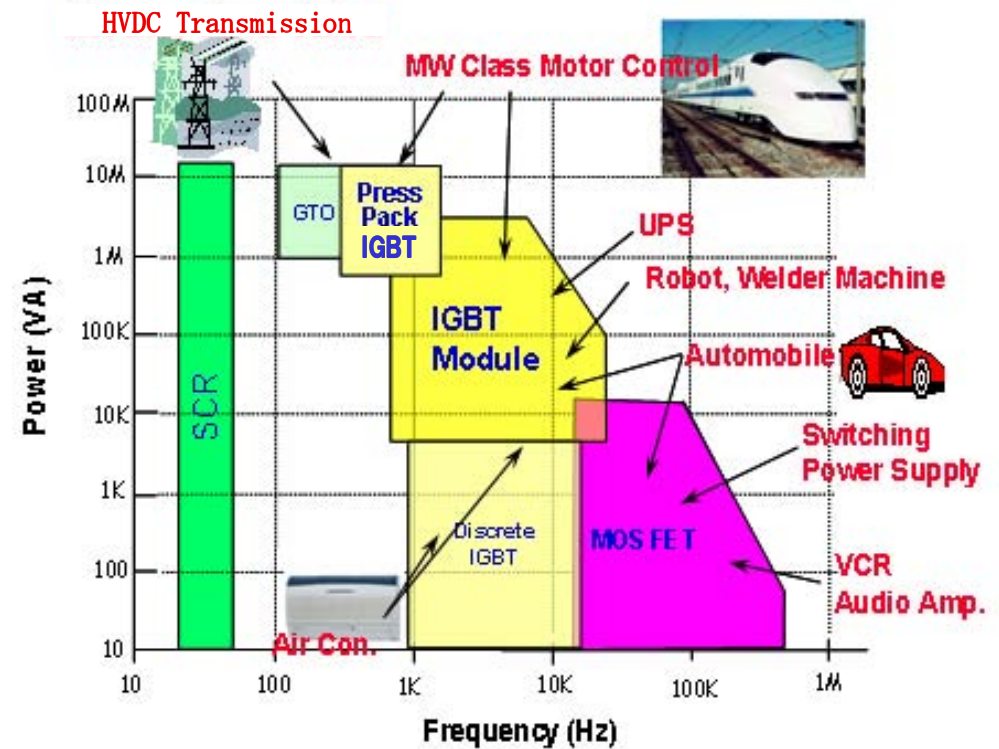 HVDC Transmission
MW Class Motor Control
100M
10M
1M
100K
10K
1K
100
10
Power (VA)
SCR
GTO
Press
Pack
IGBT
IGBT
Module
Discrete
IGBT
MOS FET
UPS
Robot, Welder Machine
Automobile
Switching
Power Supply
VCR
Audio Amp.
Air Con.
10
100
1K
10K
100K
1M
Frequency (Hz)